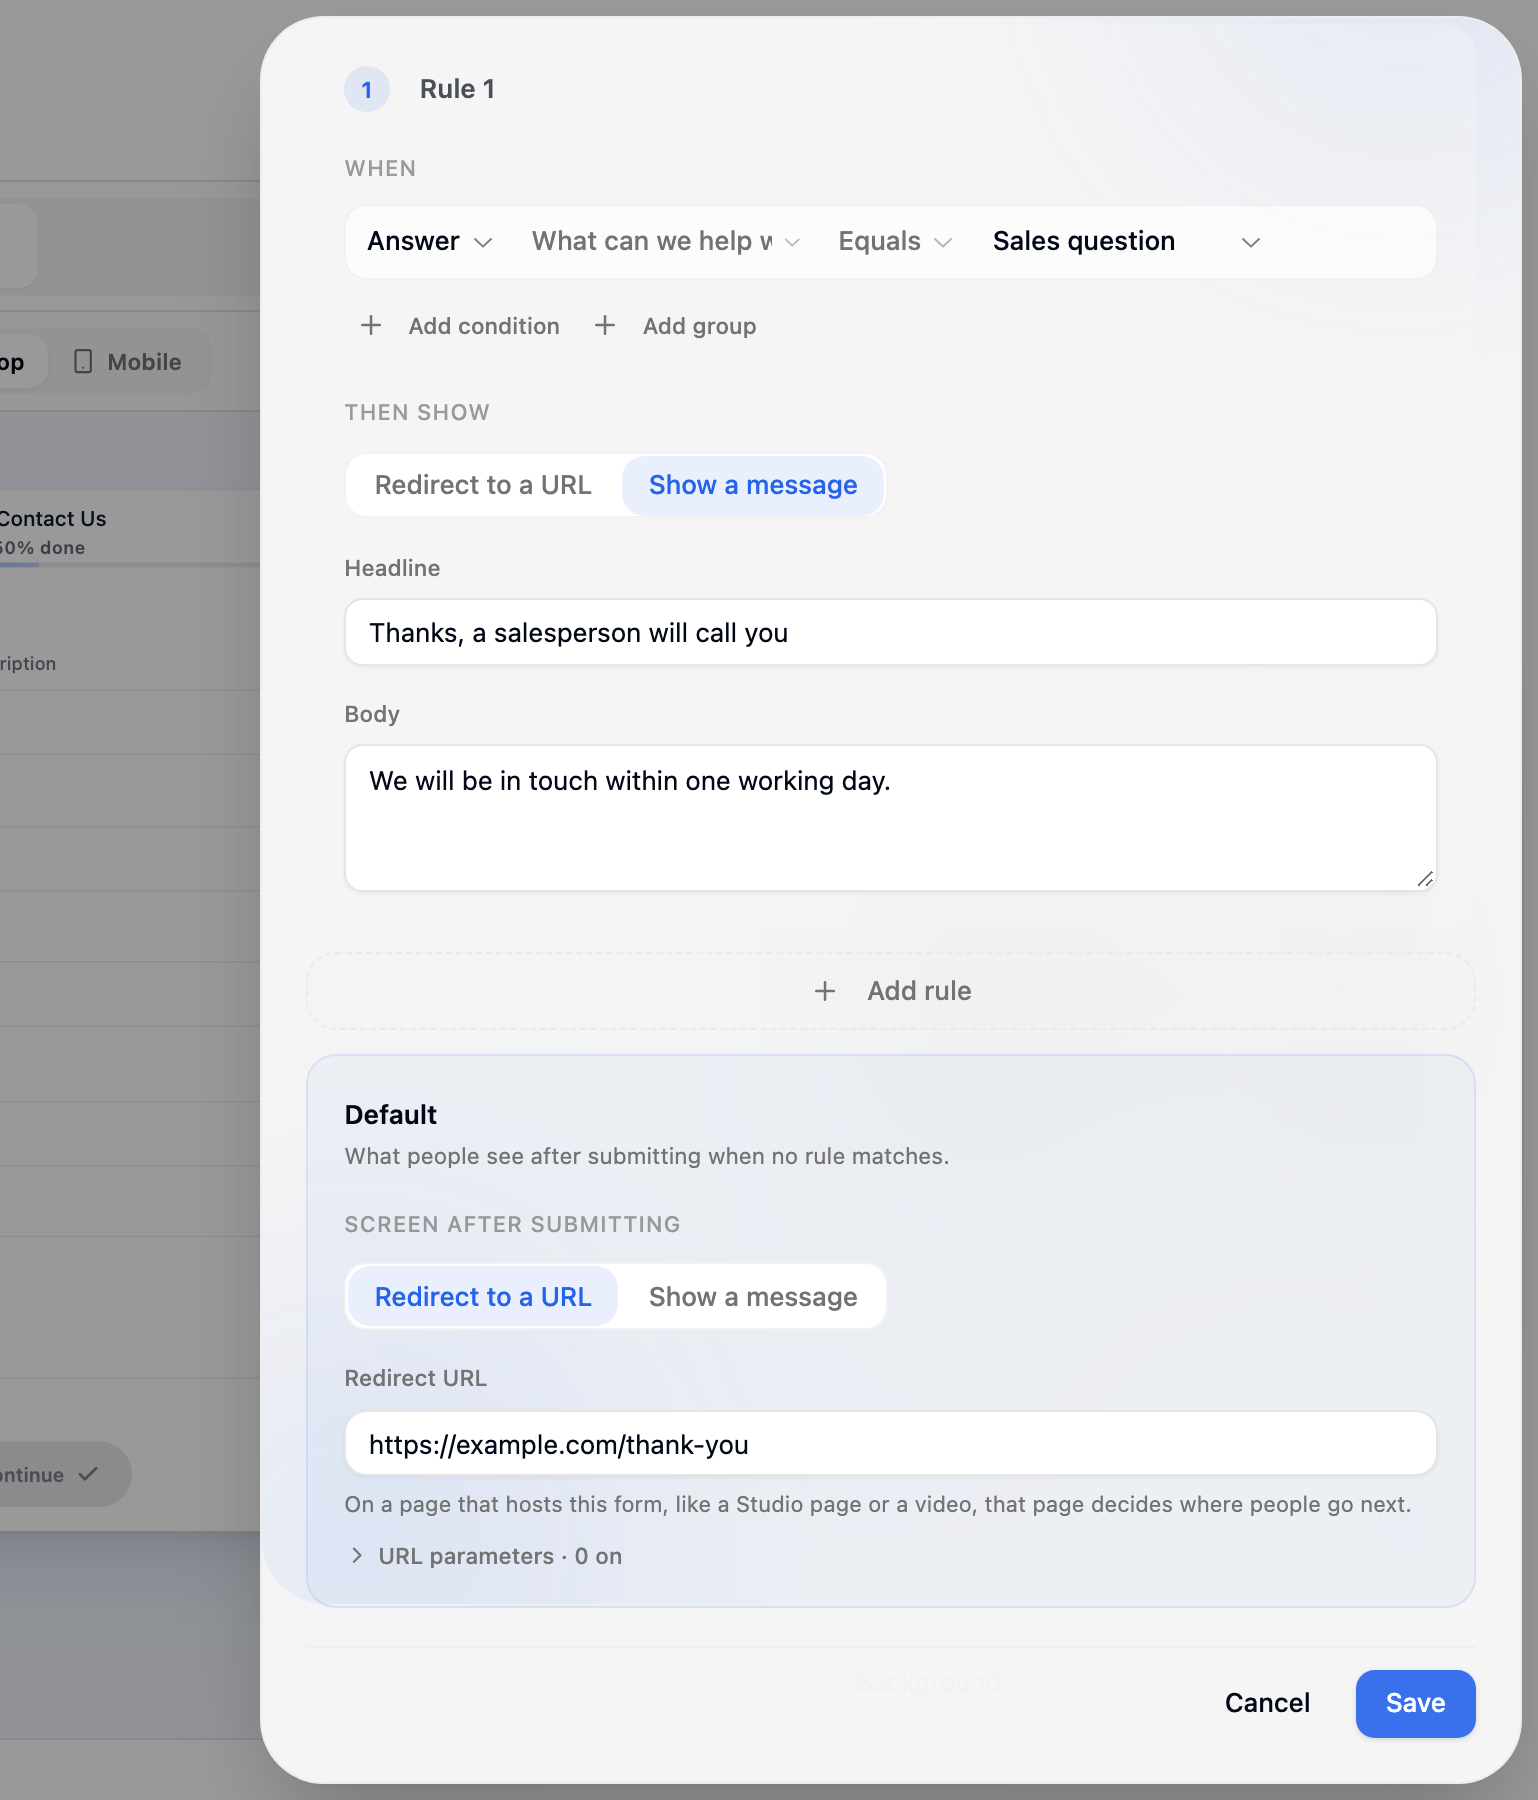 1 Rule 1
WHEN
Answer What can we help Equals Sales question
Add condition Add group
op Mobile
THEN SHOW
Redirect to a URL Show a message
Contact Us
50% done
Headline
Thanks, a salesperson will call you
ription
Body
We will be in touch within one working day.
Add rule
Default
What people see after submitting when no rule matches.
SCREEN AFTER SUBMITTING
Redirect to a URL Show a message
Redirect URL
https://example.com/thank-you
ontinue
On a page that hosts this form, like a Studio page or a video, that page decides where people go next.
URL parameters · 0 on
Background
Cancel Save